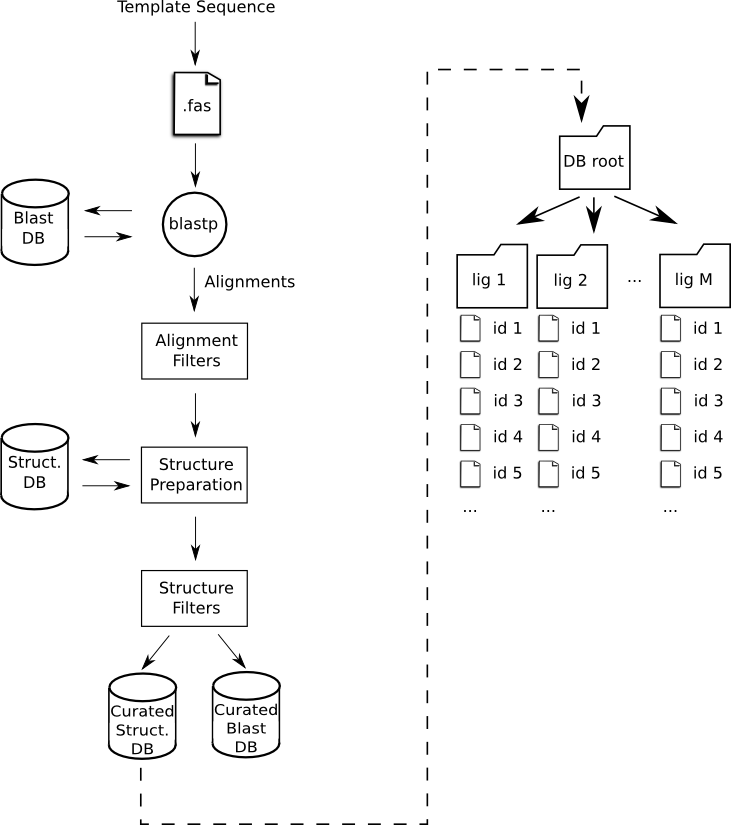 Template Sequence
.fas
Blast
DB
blastp
Alignments
Alignment
Filters
Struct.
DB
Structure
Preparation
Structure
Filters
Curated
Struct.
DB
Curated
Blast
DB
DB root
lig 1
lig 2
...
lig M
id 1
id 2
id 3
id 4
id 5
...
id 1
id 2
id 3
id 4
id 5
...
id 1
id 2
id 3
id 4
id 5
...